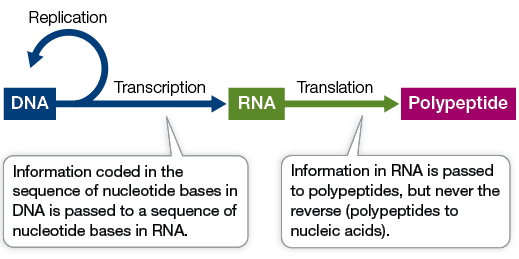 Replication
DNA
Transcription
RNA
Translation
Polypeptide
Information coded in the
sequence of nucleotide bases in
DNA is passed to a sequence of
nucleotide bases in RNA.
Information in RNA is passed
to polypeptides, but never the
reverse (polypeptides to
nucleic acids).